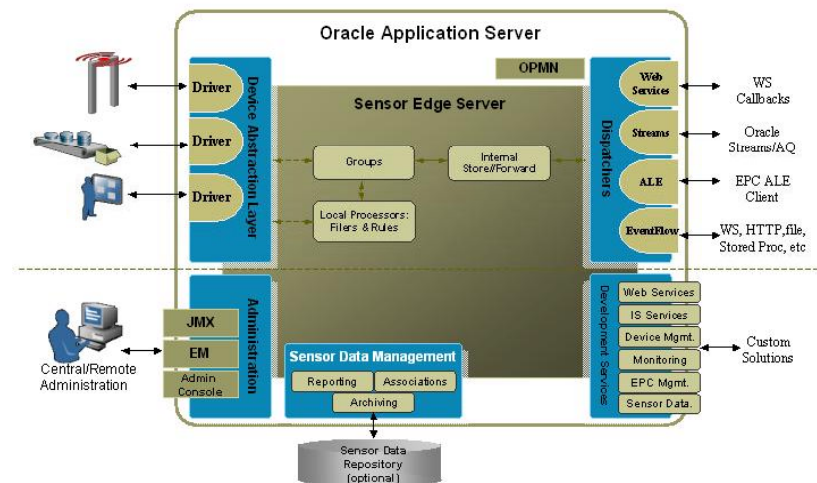 Oracle Application Server
OPMN
Device Abstraction Layer
Driver
Driver
Driver
Sensor Edge Server
Groups
Internal
Store//Forward
Local Processors:
Filers & Rules
Dispatchers
Web
Services
Streams
ALE
EventFlow
WS
Callbacks
Oracle
Streams/AQ
EPC ALE
Client
WS, HTTP,file,
Stored Proc, etc
Central/Remote
Administration
JMX
EM
Admin
Console
Administration
Sensor Data Management
Reporting
Associations
Archiving
Sensor Data
Repository
(optional)
Development Services
Web Services
IS Services
Device Mgmt.
Monitoring
EPC Mgmt.
Sensor Data.
Custom
Solutions